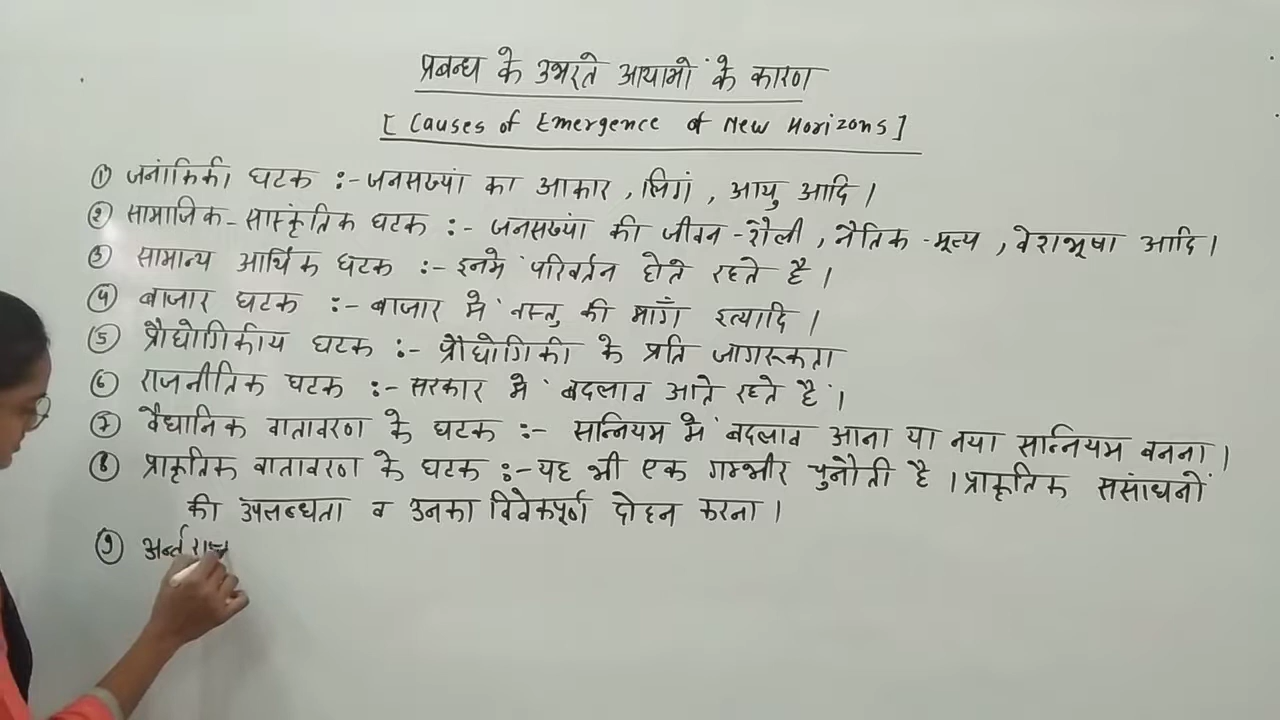 प्रबन्ध के उभरते आयामों के कारण
[ Causes of Emergence of New Horizons ]
① जनांकिकी घटक :- जनसख्यां का आकार , लिगं , आयु आदि ।
② सामाजिक - सास्कृंतिक घटक :- जनसख्यां की जीवन - शैली , नैतिक - मूल्य , वेशभूषा आदि ।
③ सामान्य आर्थिक घटक :- इनमें परिवर्तन होते रहते है ।
④ बाजार घटक :- बाजार में वस्तु की माँग इत्यादि ।
⑤ प्रौद्योगिकीय घटक :- प्रौद्योगिकी के प्रति जागरूकता
⑥ राजनीतिक घटक :- सरकार में बदलाव आते रहते हैं ।
⑦ वैधानिक वातावरण के घटक :- सन्नियम में बदलाव आना या नया सन्नियम बनना ।
⑧ प्राकृतिक वातावरण के घटक :- यह भी एक गम्भीर चुनौती है । प्राकृतिक ससांधनों
की उपलब्धता व उनका विवेकपूर्ण दोहन करना ।
⑨